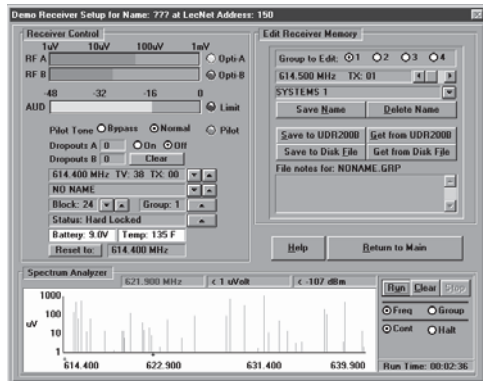 Demo Receiver Setup for Name: 777 at LecNet Address: 150
Receiver Control
1uV 10uV 100uV 1mV
RF A Opti-A
RF B Opti-B
-48 -32 -16 0
AUD Limit
Pilot Tone Bypass Normal Pilot
Dropouts A 0 On Off
Dropouts B 0 Clear
614.400 MHz TV: 38 TX: 00
NO NAME
Block: 24 Group: 1
Status: Hard Locked
Battery: 9.0V Temp: 135 F
Reset to: 614.400 MHz
Edit Receiver Memory
Group to Edit: 1 2 3 4
614.500 MHz TX: 01
SYSTEMS 1
Save Name Delete Name
Save to UDR200B Get from UDR200B
Save to Disk File Get from Disk File
File notes for: NONAME.GRP
Help Return to Main
Spectrum Analyzer
621.900 MHz < 1 uVolt < -107 dBm
1000
100
uV
10
1
614.400 622.900 631.400 639.900
Run Clear Stop
Freq Group
Cont Halt
Run Time: 00:02:36